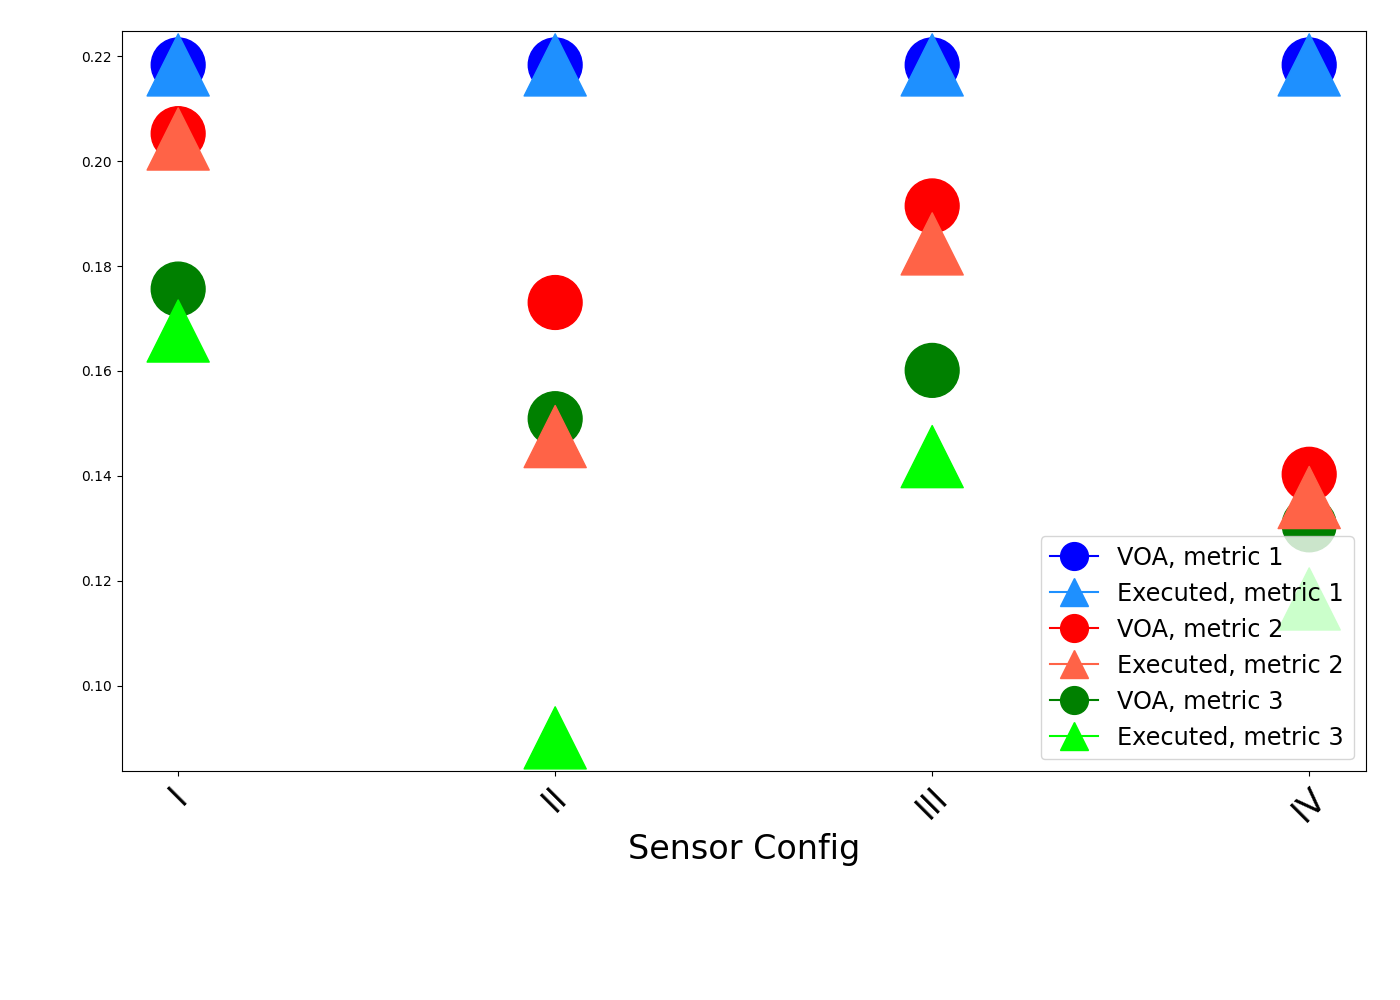 0.22
0.20
0.18
0.16
0.14
0.12
0.10
VOA, metric 1
Executed, metric 1
VOA, metric 2
Executed, metric 2
VOA, metric 3
Executed, metric 3
I
II
III
IV
Sensor Config